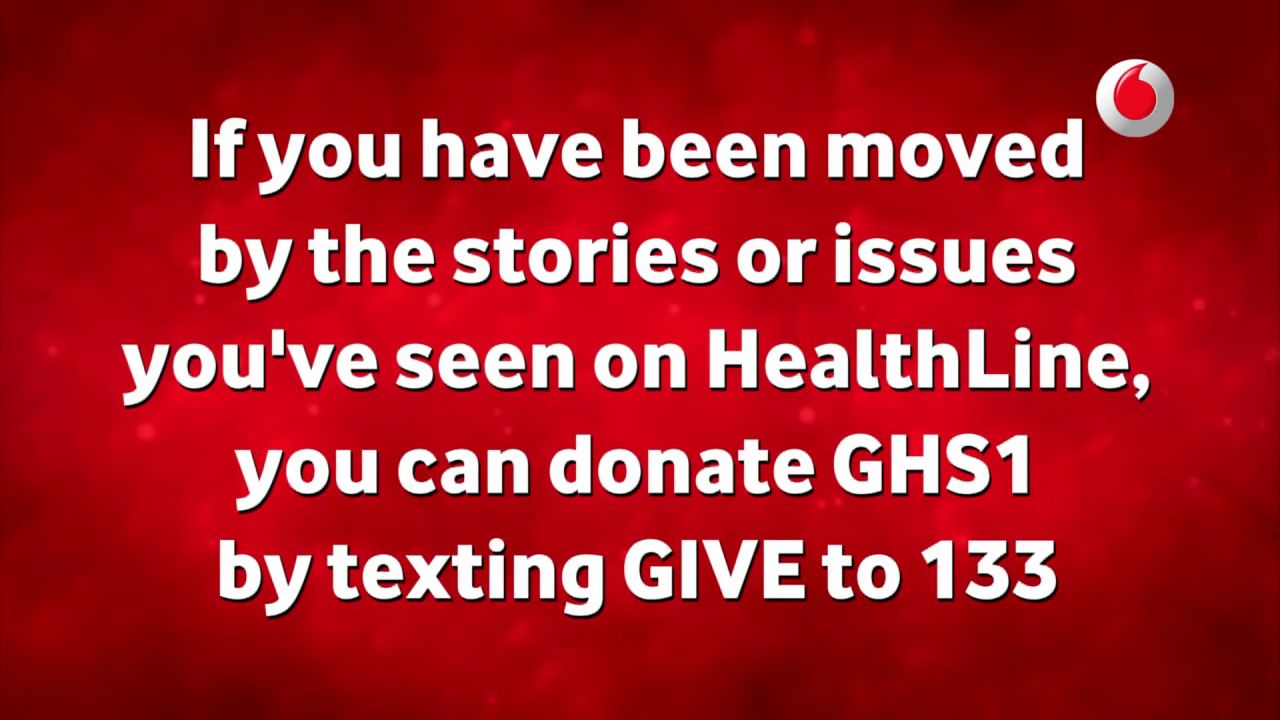 If you have been moved
by the stories or issues
you've seen on HealthLine,
you can donate GHS1
by texting GIVE to 133